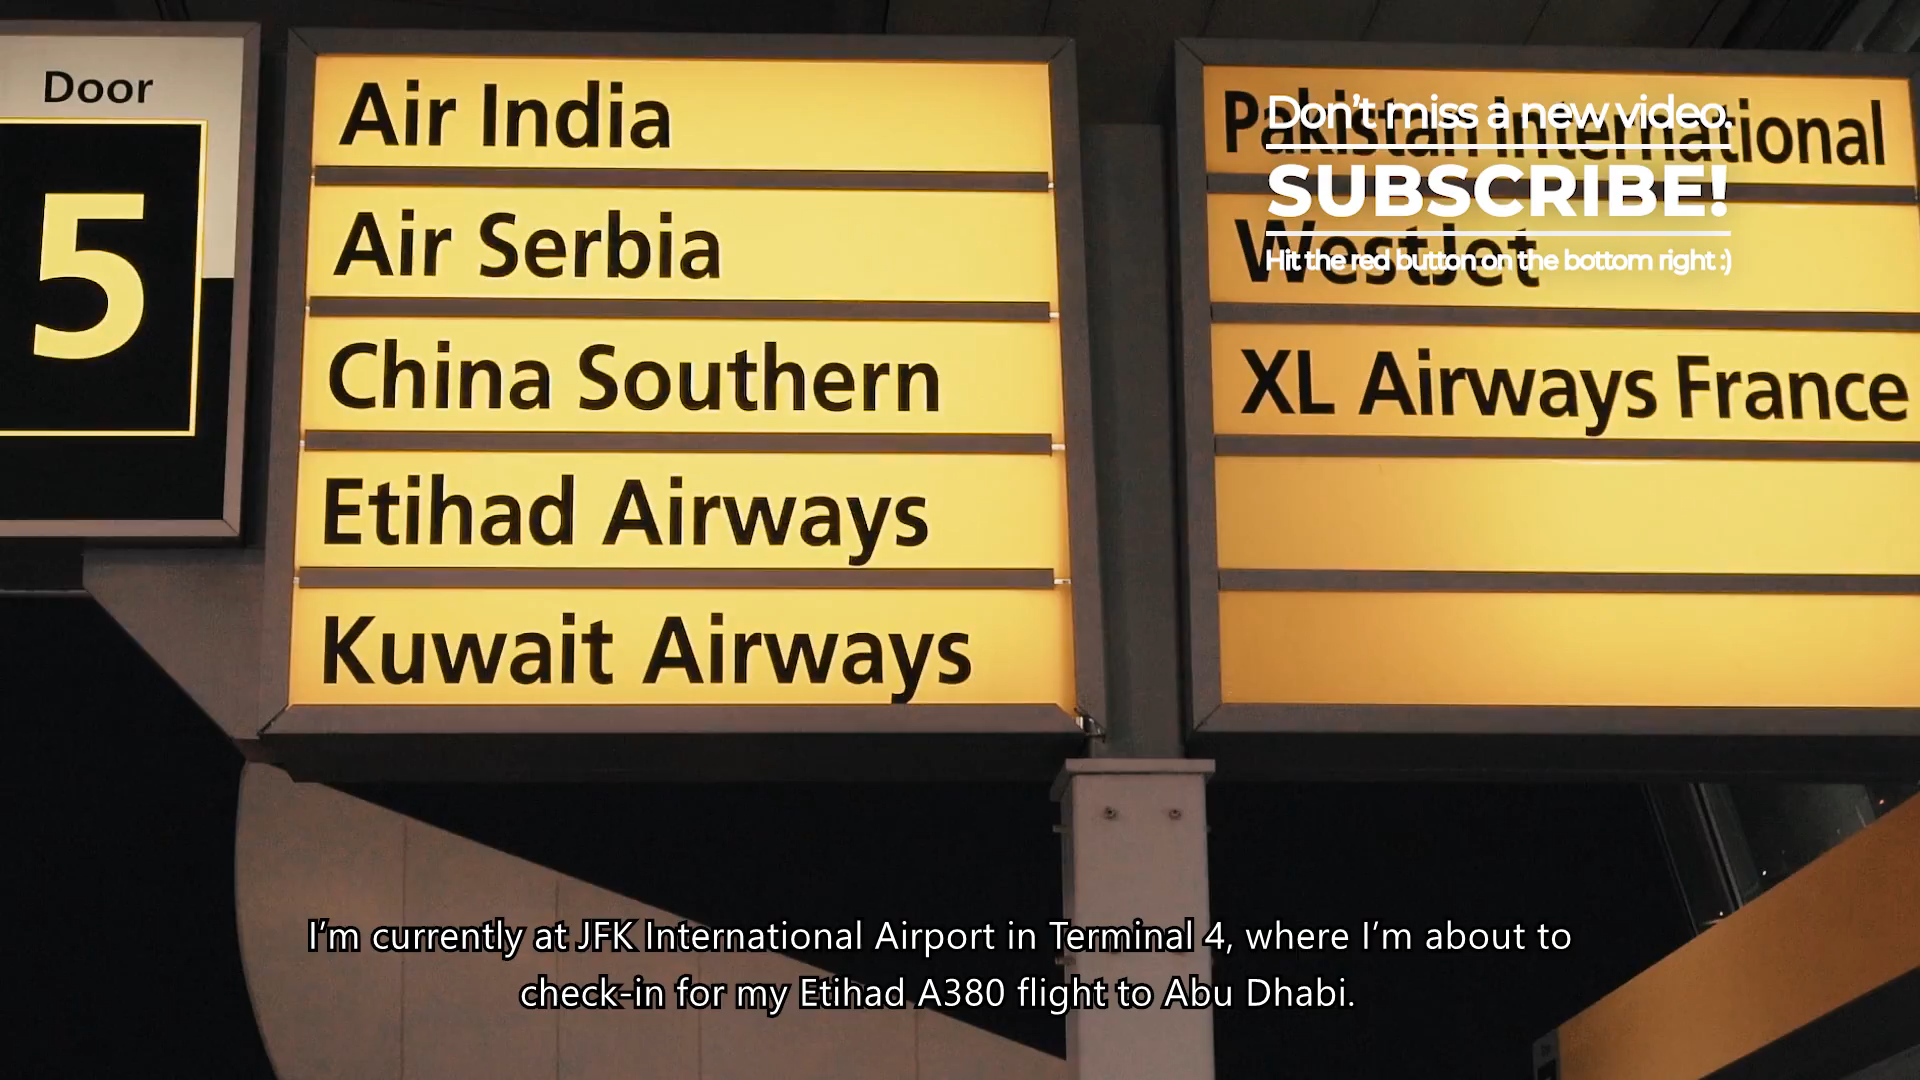 Door
5
Air India
Air Serbia
China Southern
Etihad Airways
Kuwait Airways
Pakistan International
WestJet
XL Airways France
Don't miss a new video.
SUBSCRIBE!
Hit the red button on the bottom right :)
I'm currently at JFK International Airport in Terminal 4, where I'm about to
check-in for my Etihad A380 flight to Abu Dhabi.